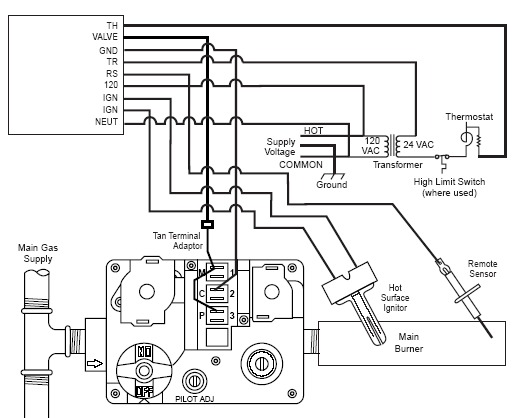 TH
VALVE
GND
TR
RS
120
IGN
IGN
NEUT
HOT
Supply
Voltage
COMMON
Ground
120
VAC
24 VAC
Transformer
Thermostat
High Limit Switch
(where used)
Tan Terminal
Adaptor
Main Gas
Supply
M
1
C
2
P
3
Hot
Surface
Ignitor
Remote
Sensor
Main
Burner
NO
OFF
PILOT ADJ